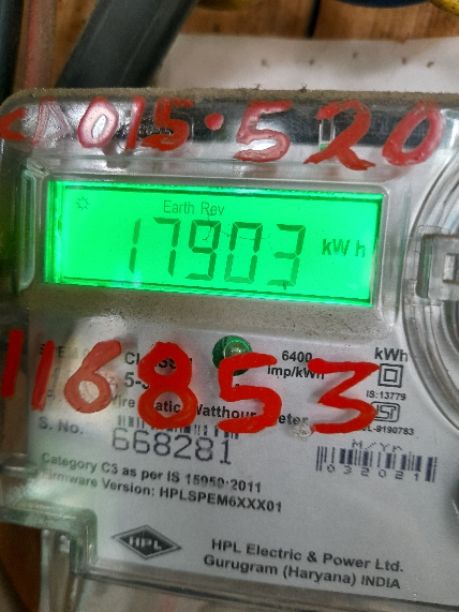 015.520
Earth Rev
17903 kWh
kWh
6400
Imp/kWh
IS:13779
116853
Watthour
S. No.
668281
M/Yr
032021
Category C3 as per IS 15959:2011
Firmware Version: HPLSPEM6XXX01
HPL
HPL Electric & Power Ltd.
Gurugram (Haryana) INDIA